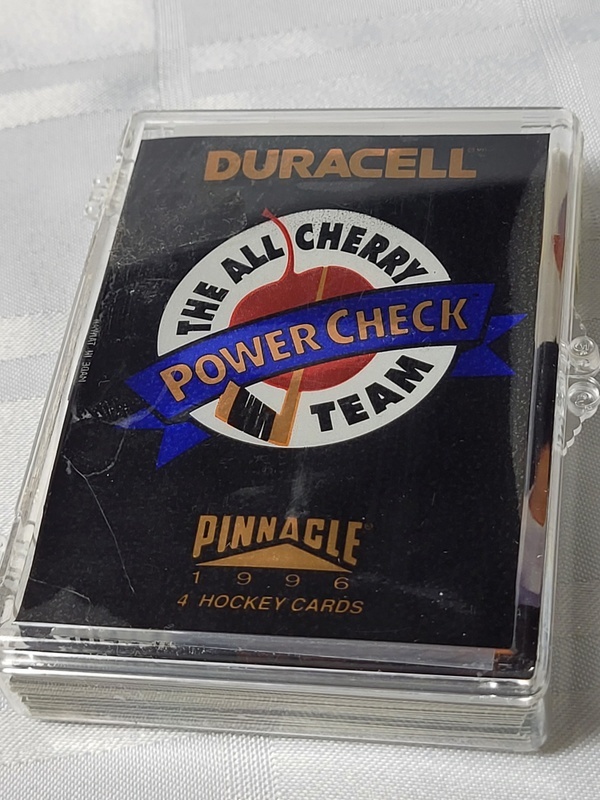 DURACELL
THE ALL CHERRY
POWER CHECK
TEAM
PINNACLE®
1996
4 HOCKEY CARDS